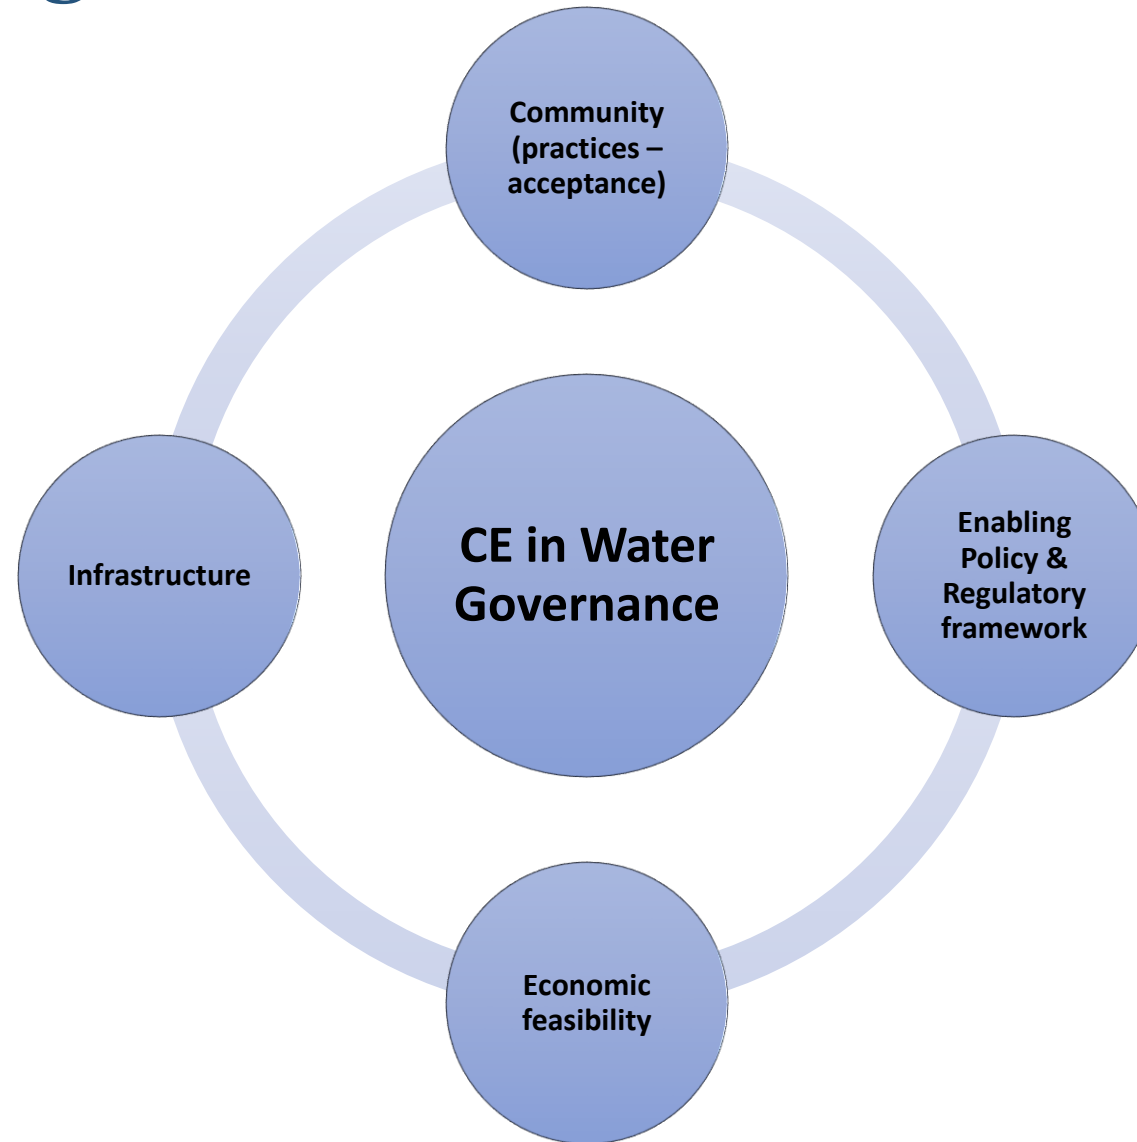 Community
(practices –
acceptance)
CE in Water
Governance
Infrastructure
Enabling
Policy &
Regulatory
framework
Economic
feasibility